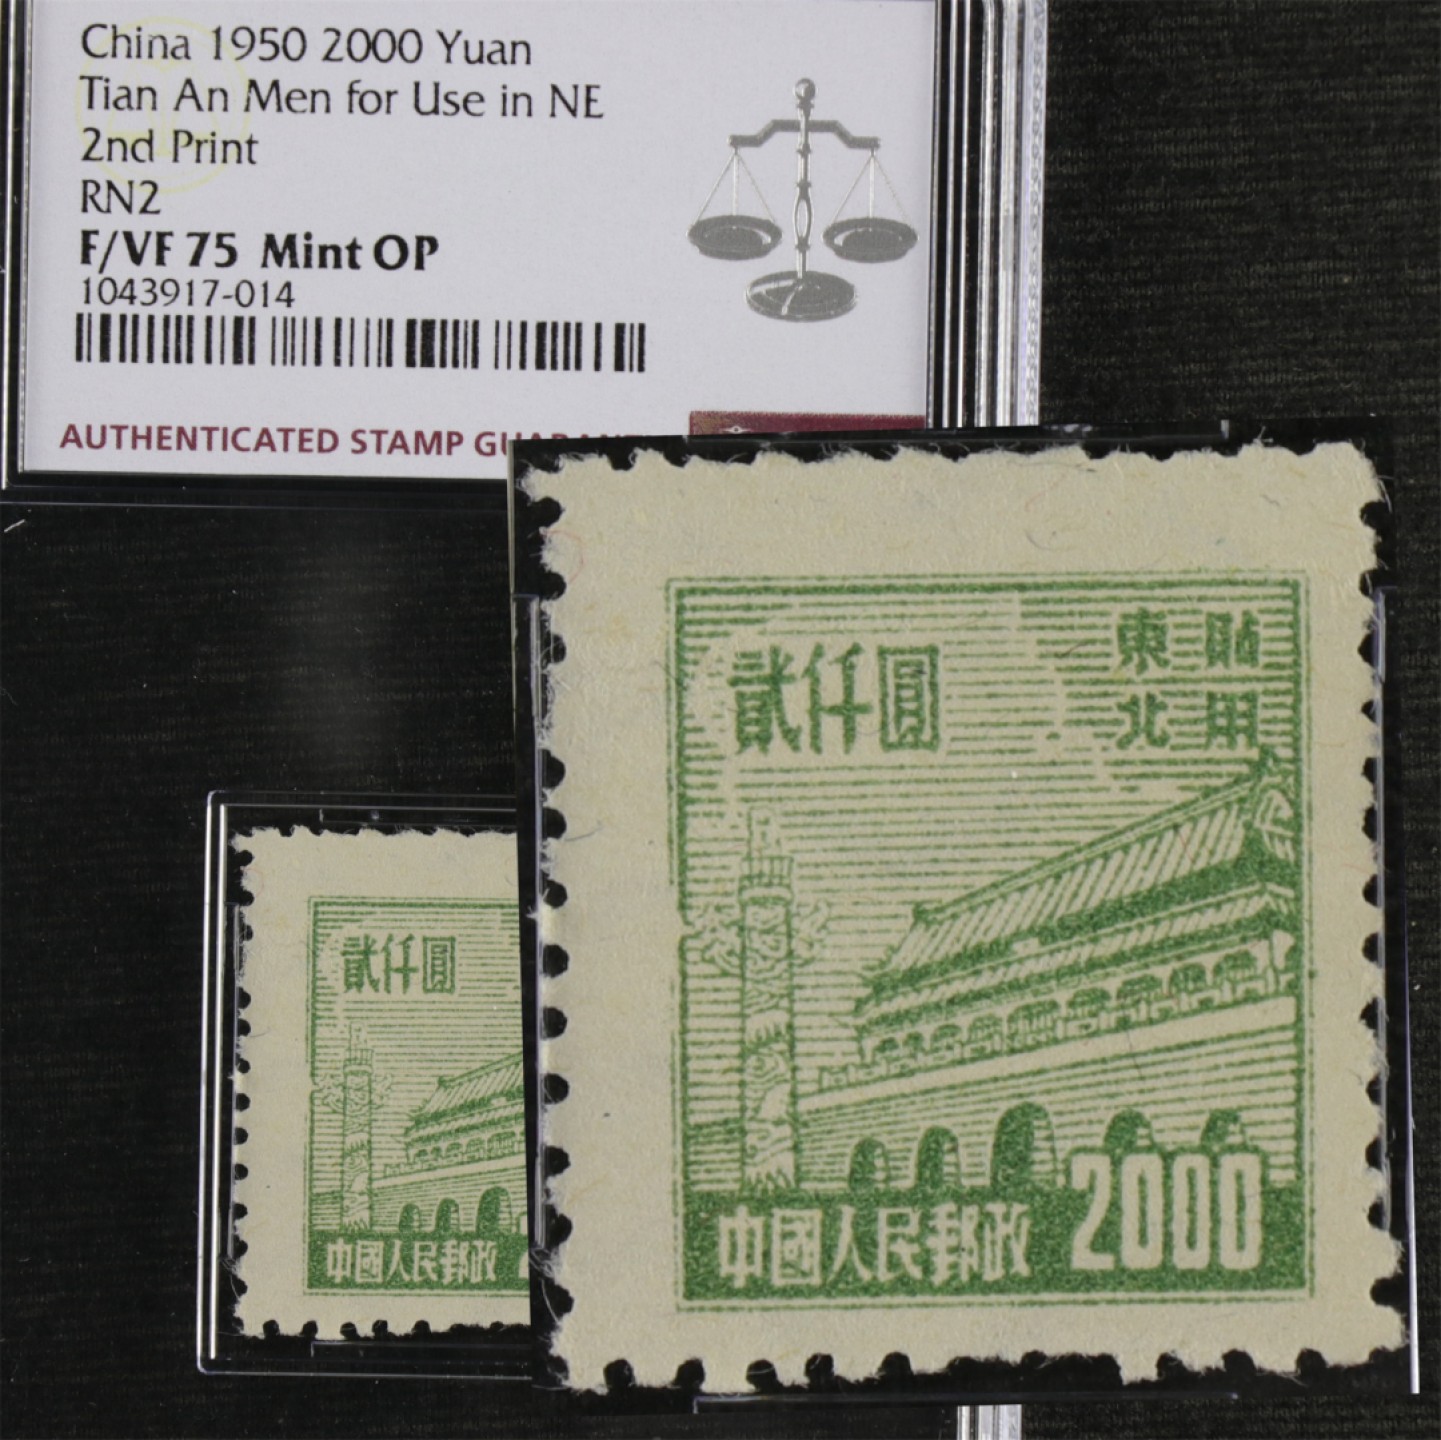 China 1950 2000 Yuan
Tian An Men for Use in NE
2nd Print
RN2
F/VF 75 Mint OP
1043917-014
AUTHENTICATED STAMP
貳仟圓
東北
貼用
中國人民郵政
2000
貳仟圓
中國人民郵政